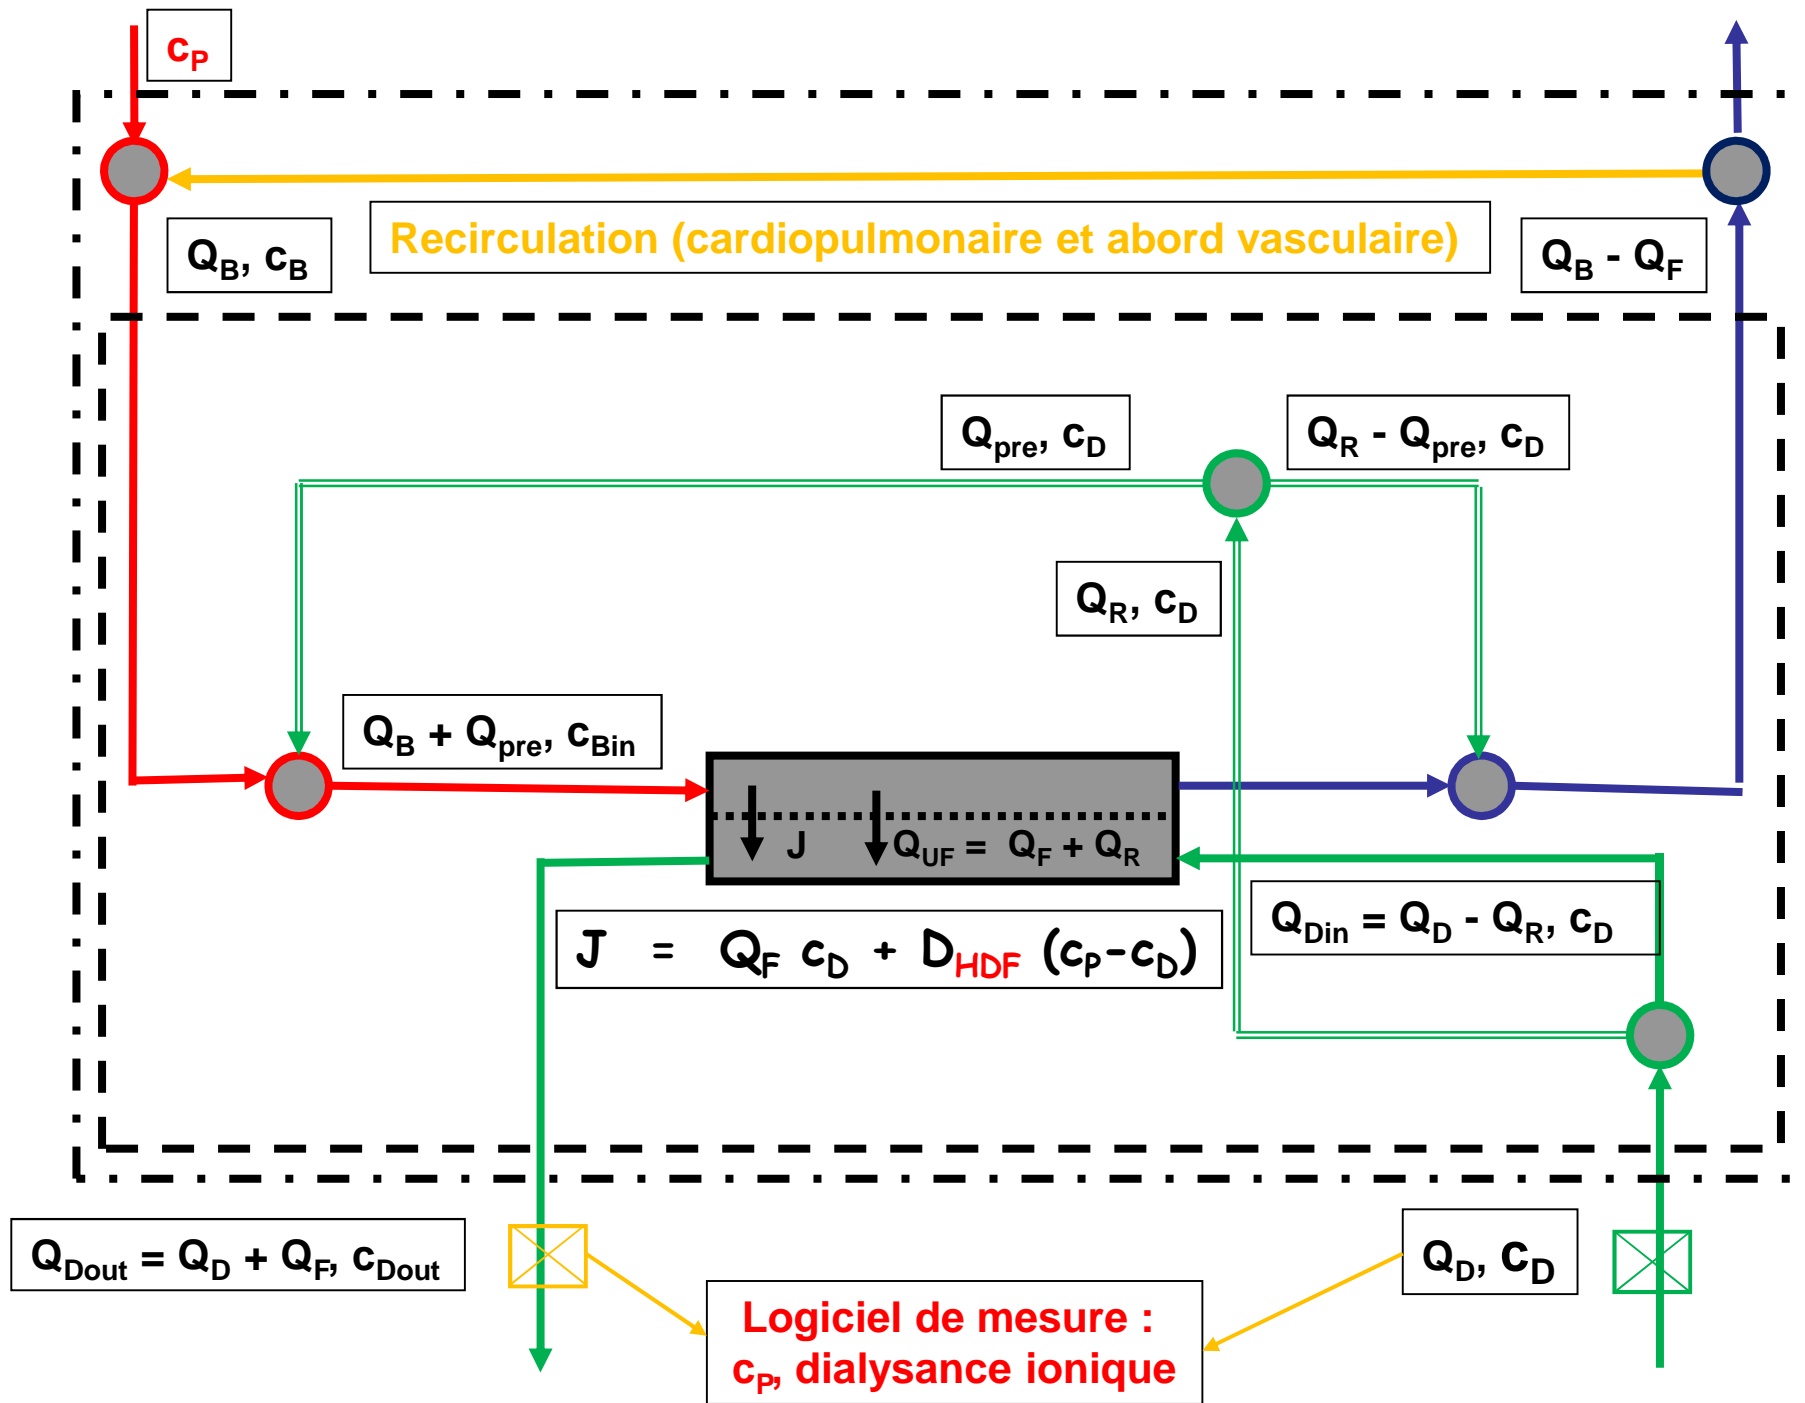 cP
Recirculation (cardiopulmonaire et abord vasculaire)
QB, cB
QB - QF
Qpre, cD
QR - Qpre, cD
QR, cD
QB + Qpre, cBin
J
QUF = QF + QR
QDin = QD - QR, cD
J = QF cD + DHDF (cP-cD)
QDout = QD + QF, cDout
QD, cD
Logiciel de mesure :
cP, dialysance ionique